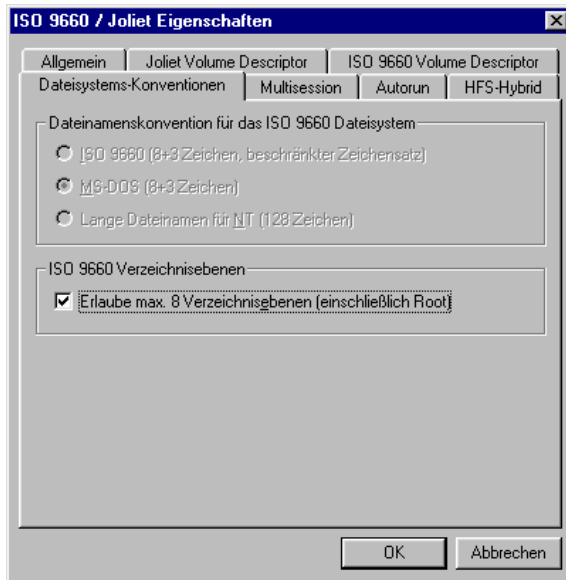 ISO 9660 / Joliet Eigenschaften
Allgemein Joliet Volume Descriptor ISO 9660 Volume Descriptor
Dateisystems-Konventionen Multisession Autorun HFS-Hybrid
Dateinamenskonvention für das ISO 9660 Dateisystem
ISO 9660 (8+3 Zeichen, beschränkter Zeichensatz)
MS-DOS (8+3 Zeichen)
Lange Dateinamen für NT (128 Zeichen)
ISO 9660 Verzeichnisebenen
Erlaube max. 8 Verzeichnisebenen (einschließlich Root)
OK Abbrechen